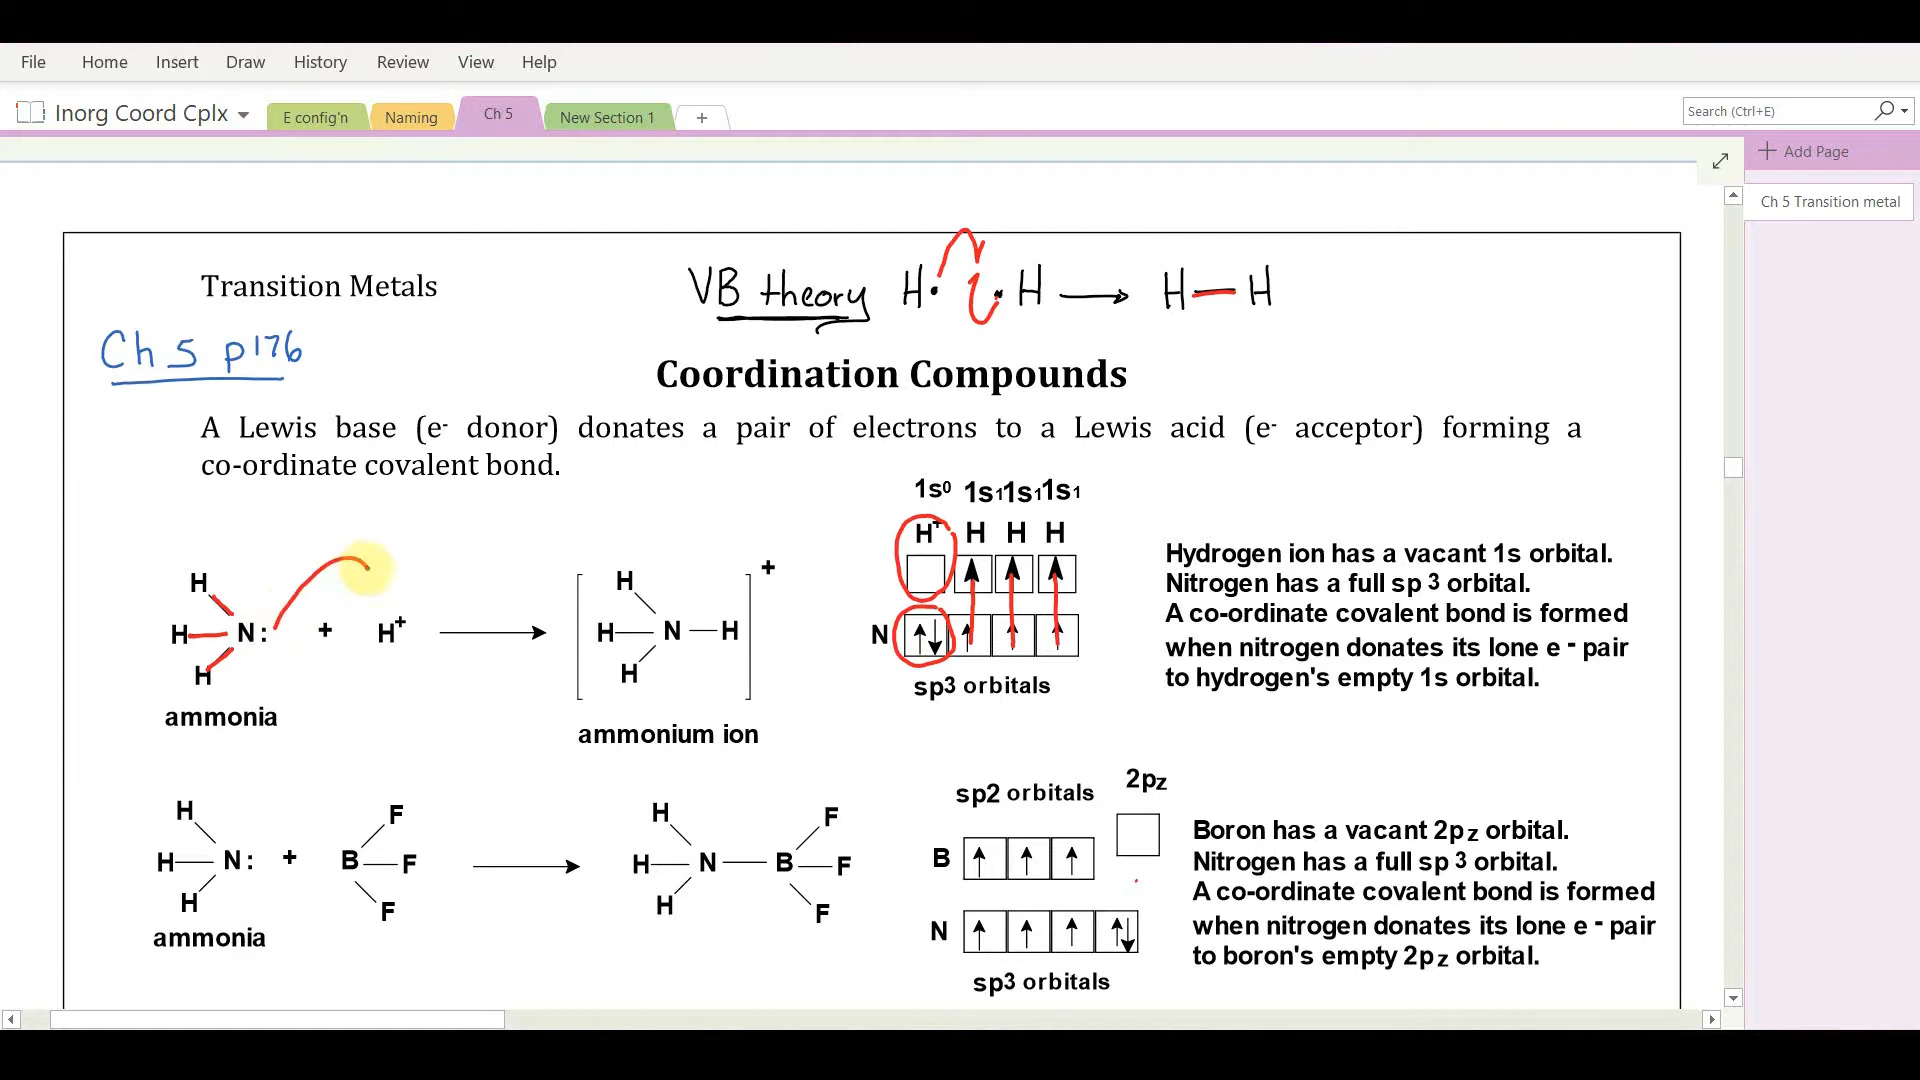 File Home Insert Draw History Review View Help
Inorg Coord Cplx E config'n Naming Ch 5 New Section 1 + Search (Ctrl+E)
Add Page
Ch 5 Transition metal
Transition Metals VB theory H· ·H → H—H
Ch 5 p176
Coordination Compounds
A Lewis base (e- donor) donates a pair of electrons to a Lewis acid (e- acceptor) forming a
co-ordinate covalent bond.
1s0 1s1 1s1 1s1
H+ H H H
H
H N: + H+
H
ammonia
H +
H N H
H
ammonium ion
N
sp3 orbitals
Hydrogen ion has a vacant 1s orbital.
Nitrogen has a full sp3 orbital.
A co-ordinate covalent bond is formed
when nitrogen donates its lone e- pair
to hydrogen's empty 1s orbital.
H F
H N: + B F
H F
ammonia
H F
H N B F
H F
sp2 orbitals 2pz
B
N
sp3 orbitals
Boron has a vacant 2pz orbital.
Nitrogen has a full sp3 orbital.
A co-ordinate covalent bond is formed
when nitrogen donates its lone e- pair
to boron's empty 2pz orbital.